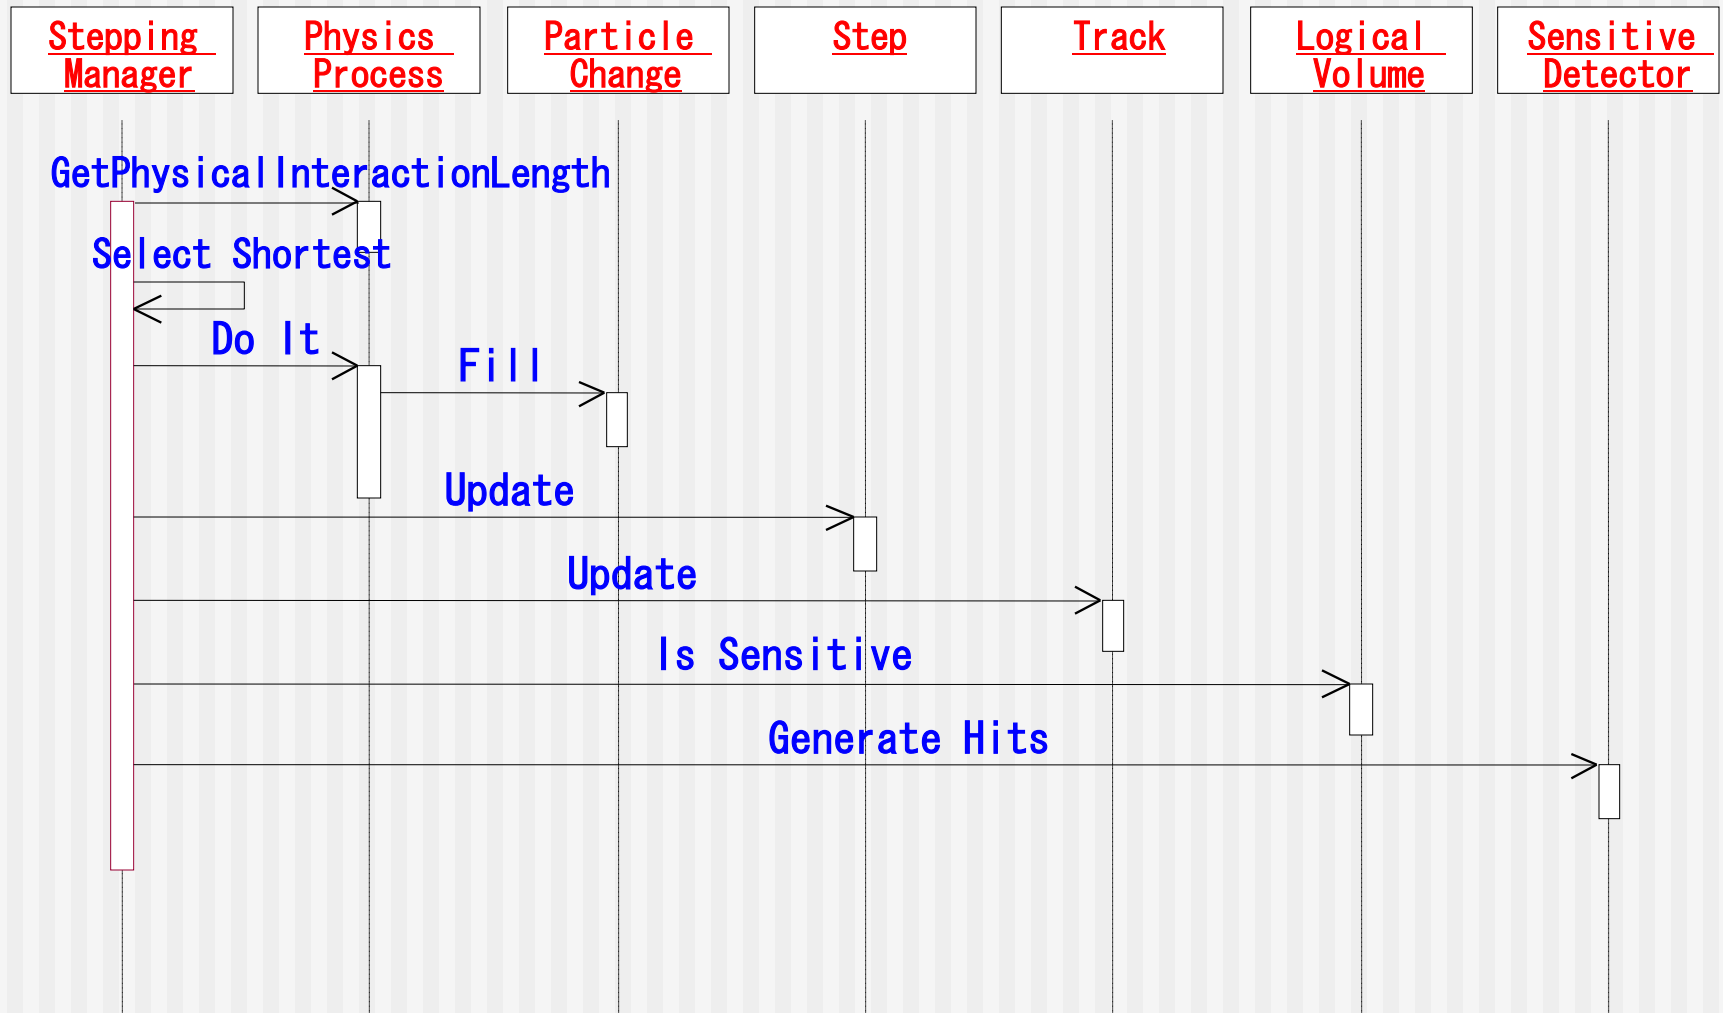 Stepping
Manager
Physics
Process
Particle
Change
Step
Track
Logical
Volume
Sensitive
Detector
GetPhysicalInteractionLength
Select Shortest
Do It
Fill
Update
Update
Is Sensitive
Generate Hits